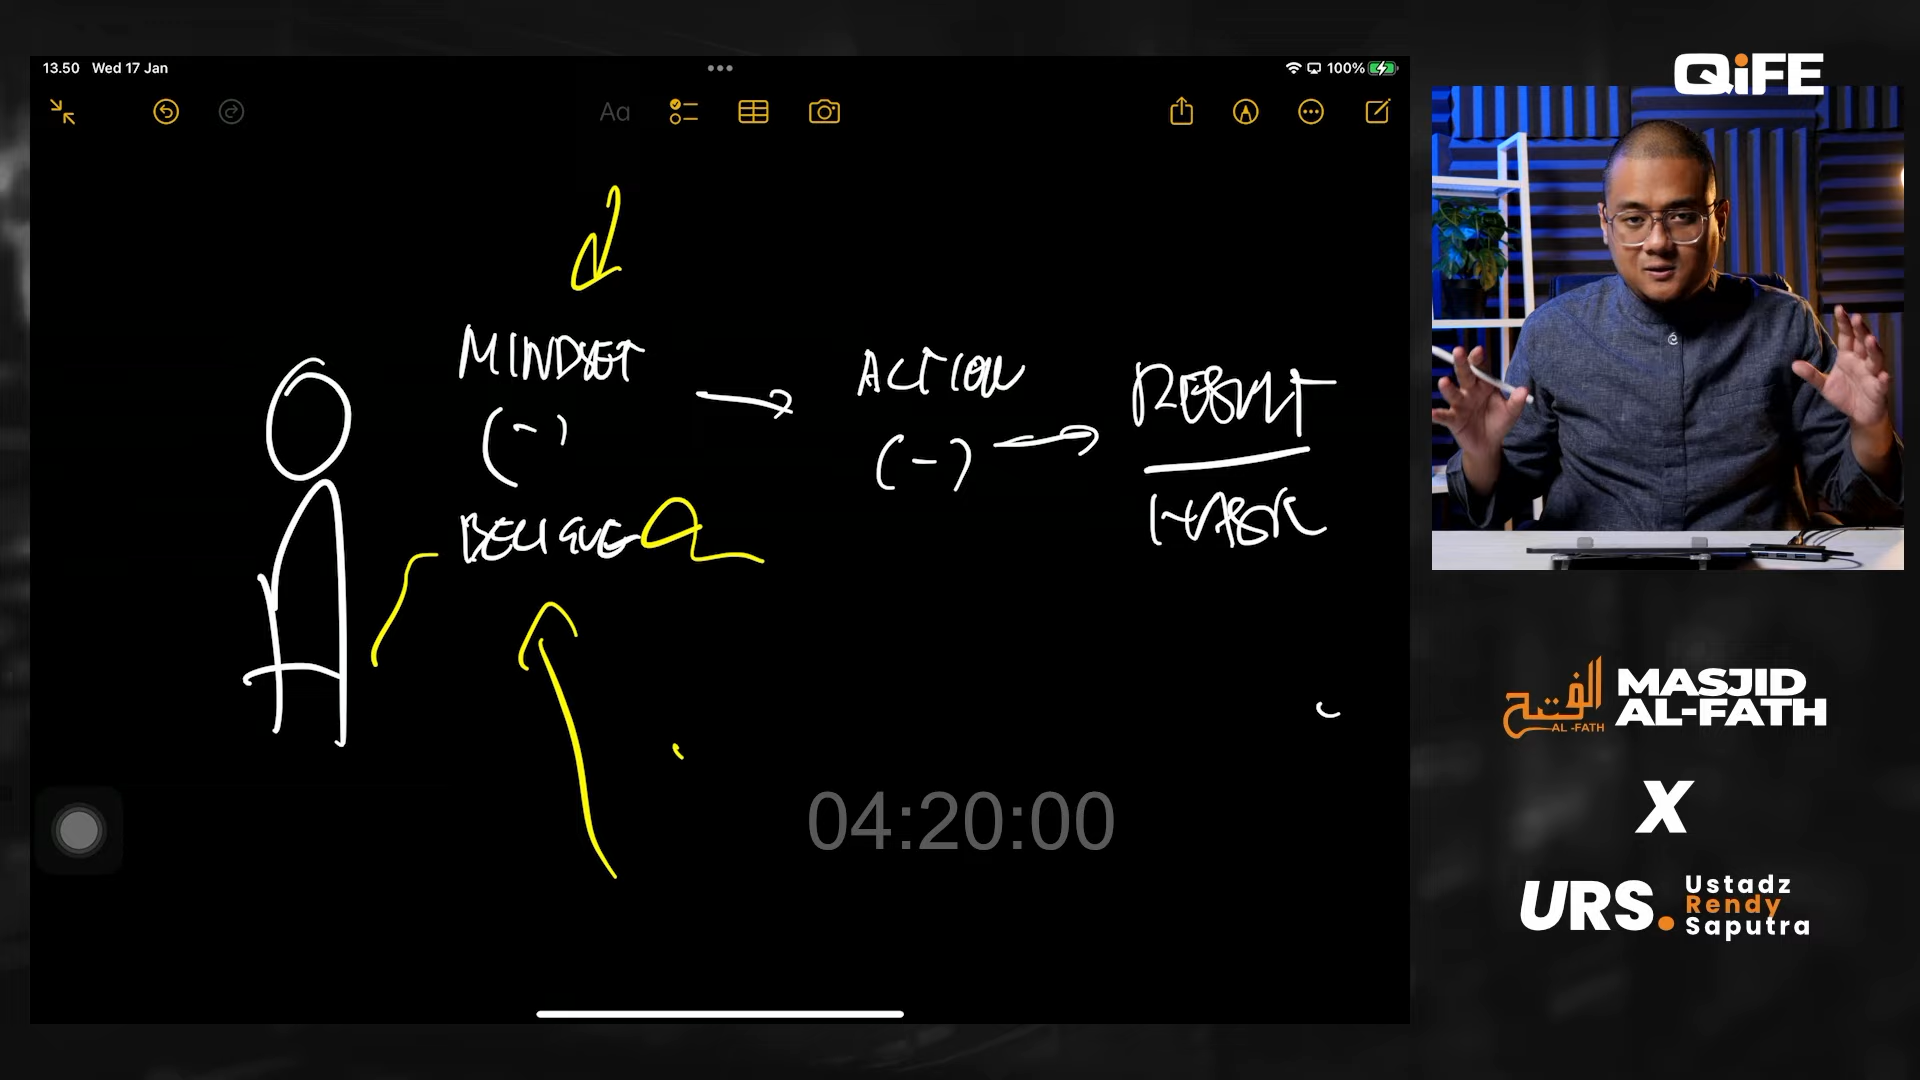 13.50 Wed 17 Jan
100%
Aa
MINDSET
(-)
BELIEVE
ACTION
(-)
RESULT
HASIL
04:20:00
QiFE
الفتح
AL-FATH
MASJID
AL-FATH
X
URS.
Ustadz
Rendy
Saputra